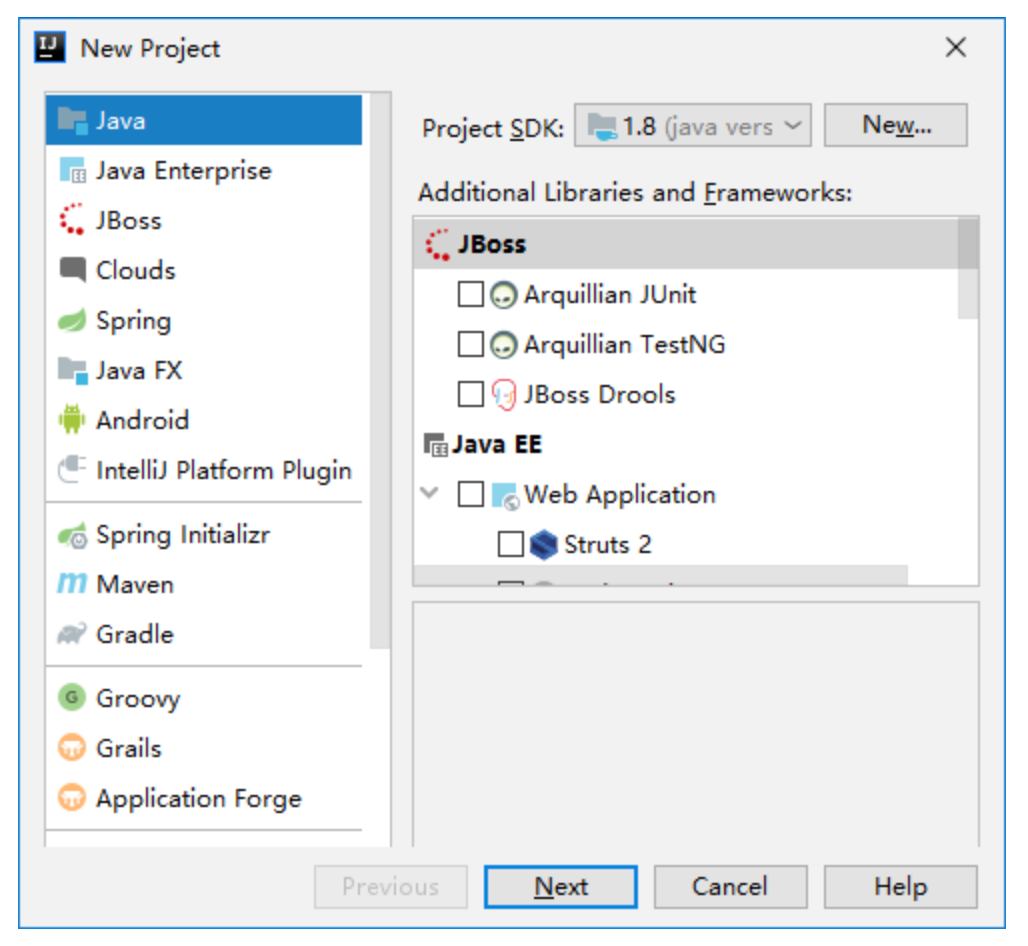 New Project
Java
Java Enterprise
JBoss
Clouds
Spring
Java FX
Android
IntelliJ Platform Plugin
Spring Initializr
Maven
Gradle
Groovy
Grails
Application Forge
Project SDK: 1.8 (java vers New...
Additional Libraries and Frameworks:
JBoss
Arquillian JUnit
Arquillian TestNG
JBoss Drools
Java EE
Web Application
Struts 2
Previous Next Cancel Help